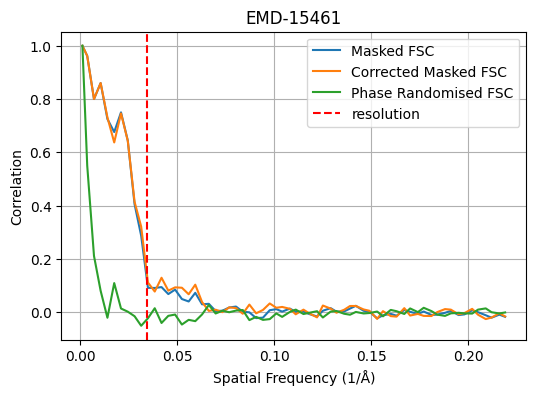 EMD-15461
Masked FSC
Corrected Masked FSC
Phase Randomised FSC
resolution
Correlation
1.0
0.8
0.6
0.4
0.2
0.0
0.00 0.05 0.10 0.15 0.20
Spatial Frequency (1/Å)